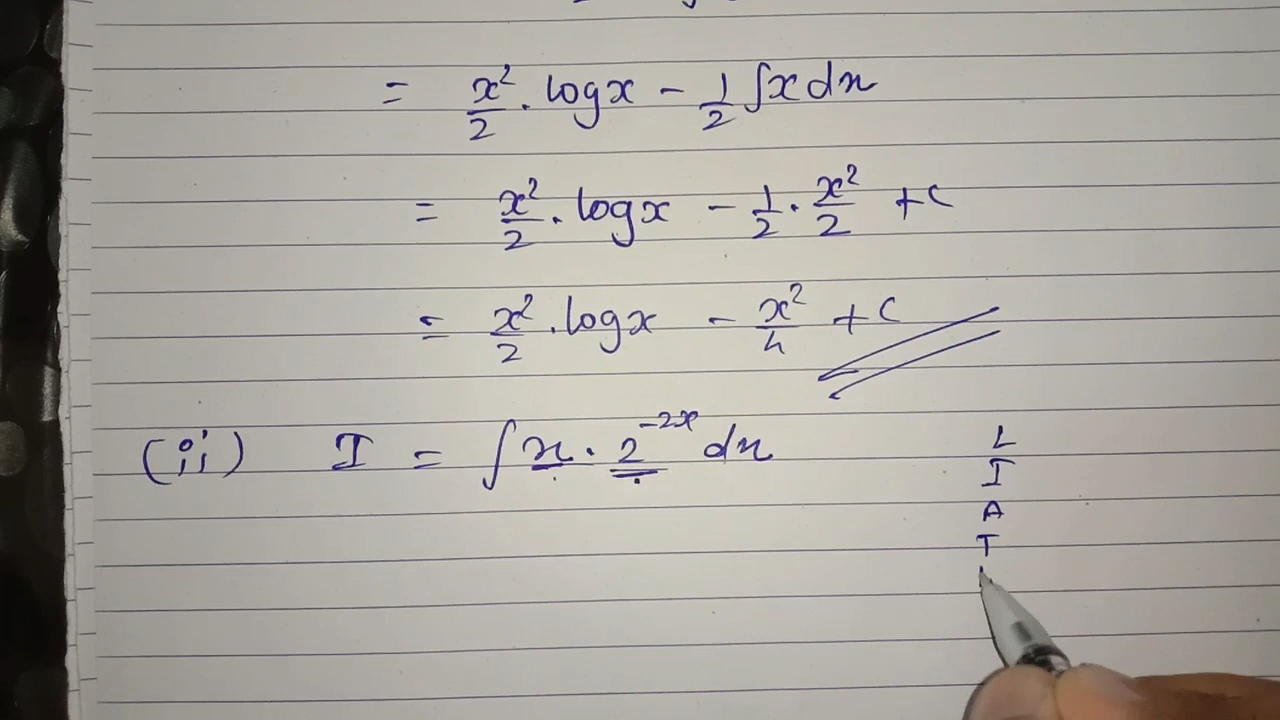 = x²/2 . log x - 1/2 ∫x dx
= x²/2 . log x - 1/2 . x²/2 + c
= x²/2 . log x - x²/4 + c
(ii) I = ∫ x . 2^-2x dx
L
I
A
T